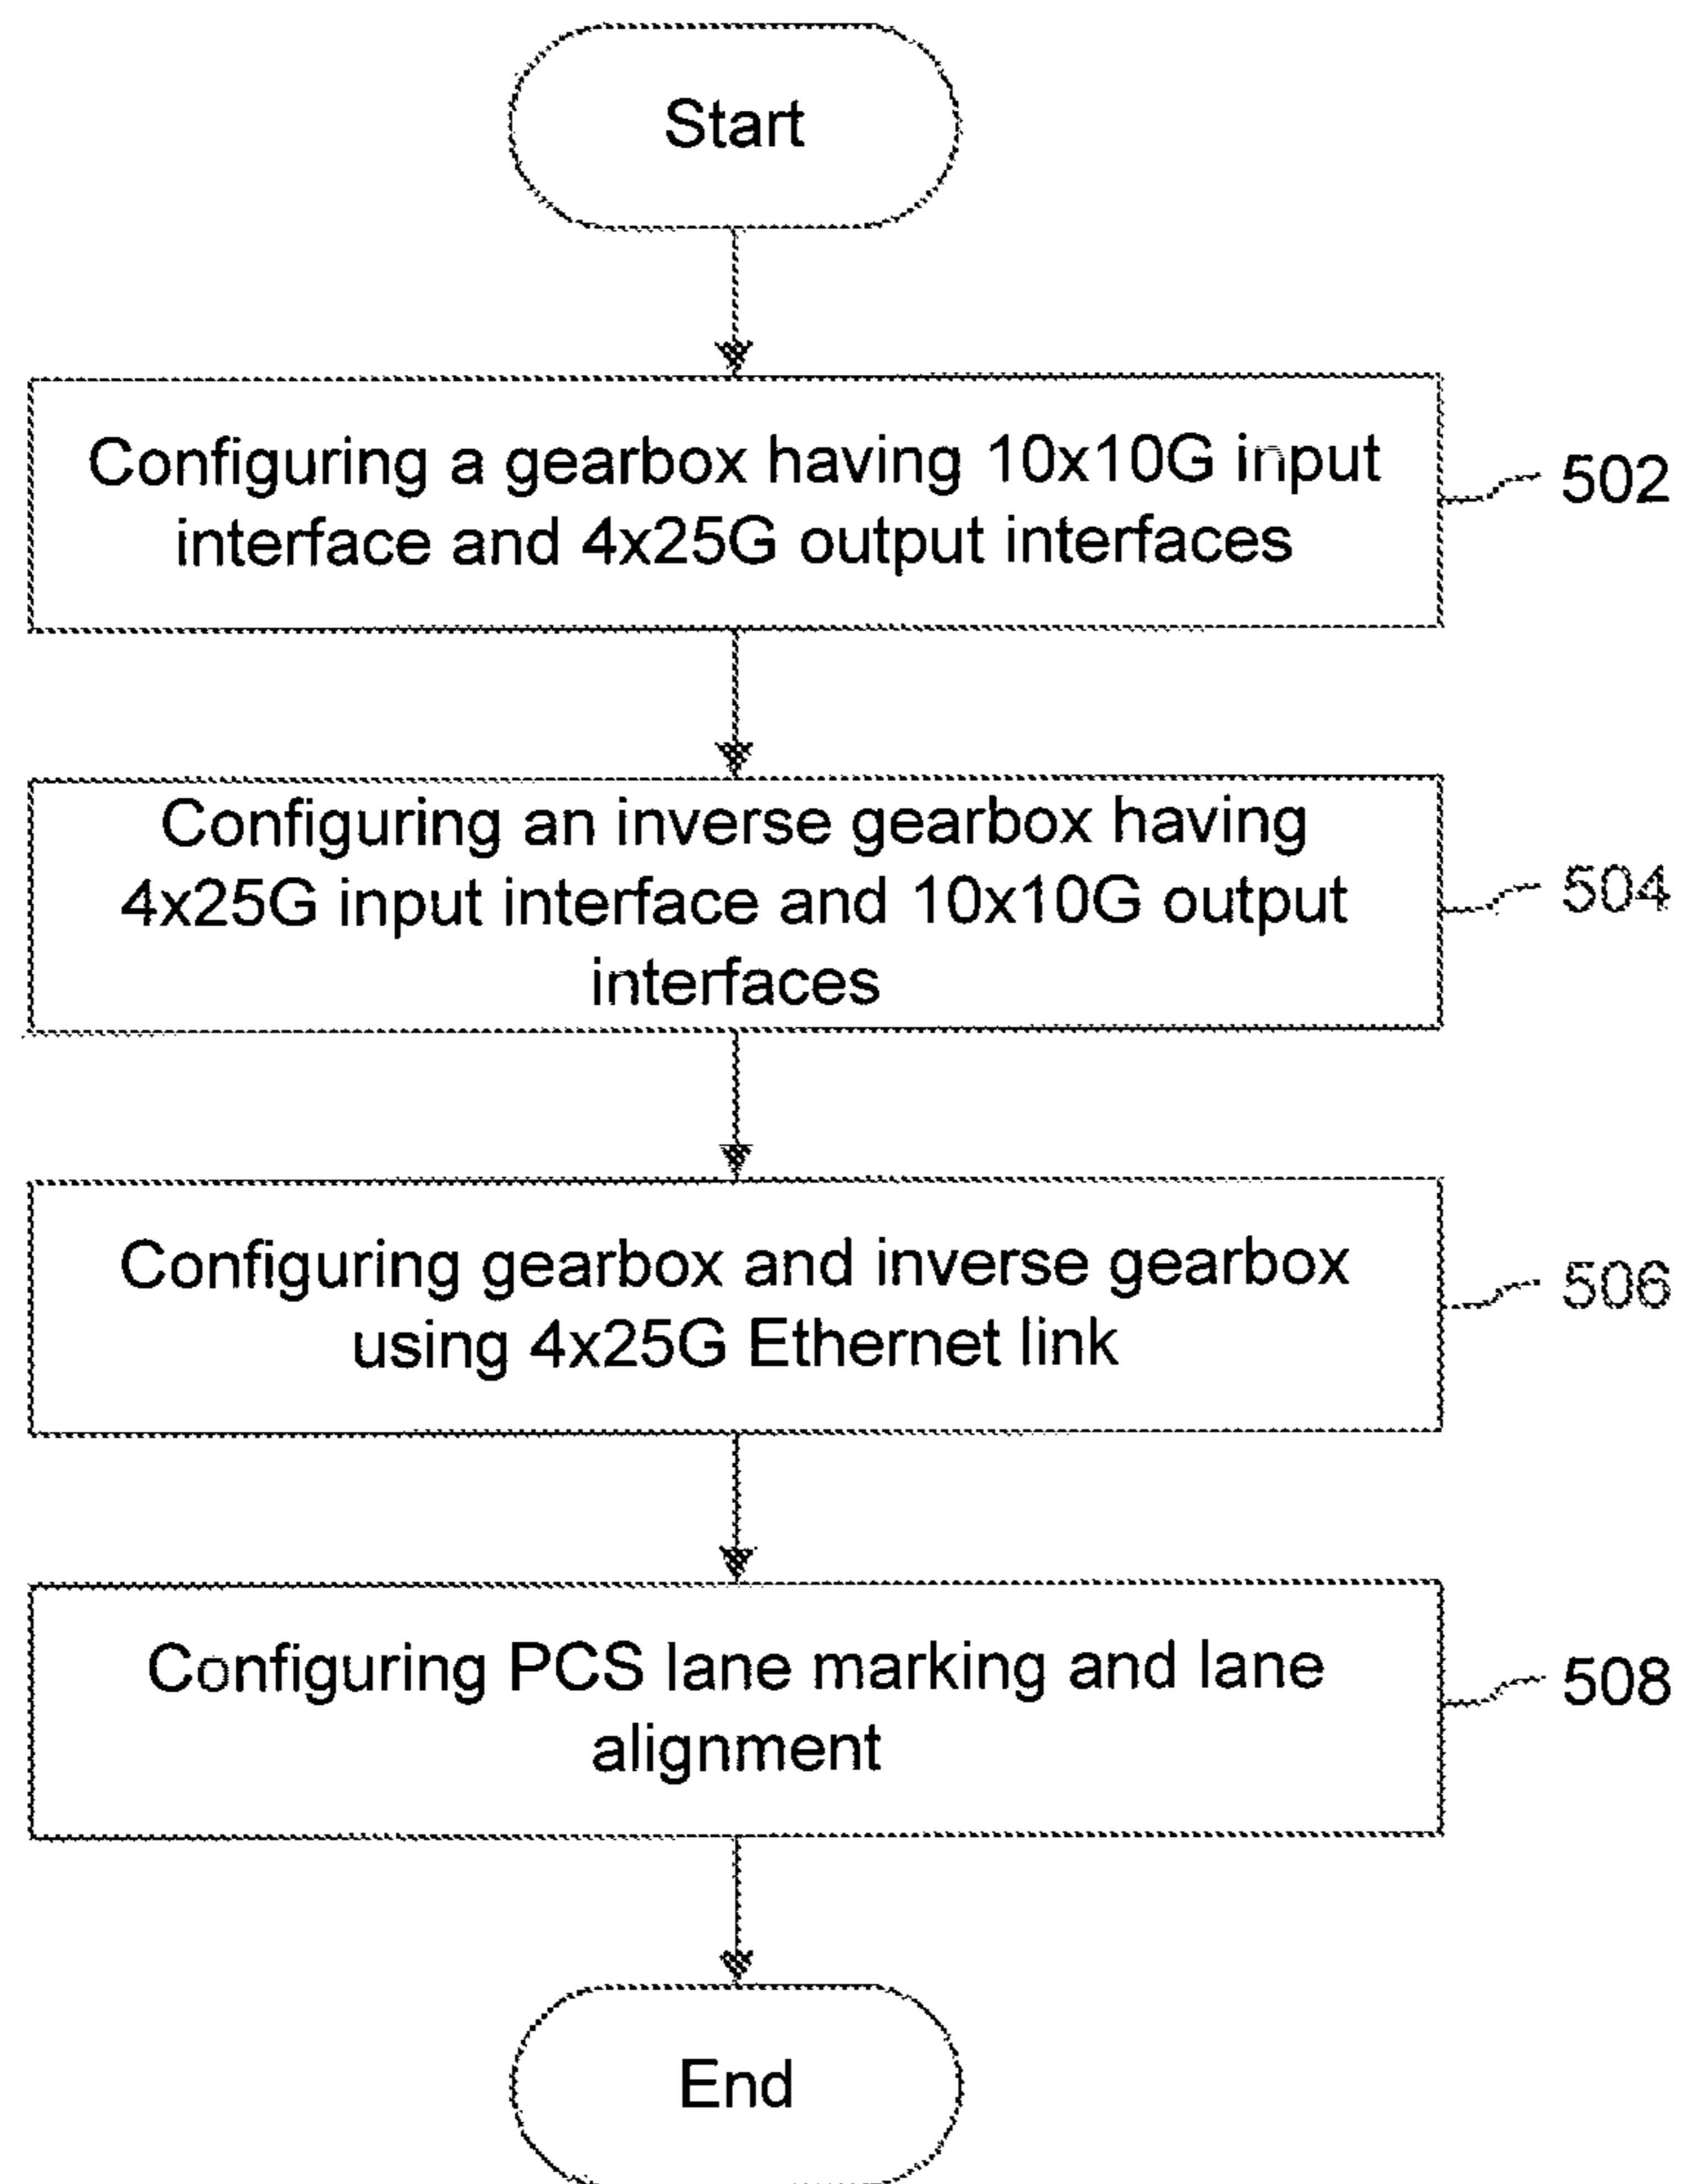 Start
Configuring a gearbox having 10x10G input
interface and 4x25G output interfaces
502
Configuring an inverse gearbox having
4x25G input interface and 10x10G output
interfaces
504
Configuring gearbox and inverse gearbox
using 4x25G Ethernet link
506
Configuring PCS lane marking and lane
alignment
508
End